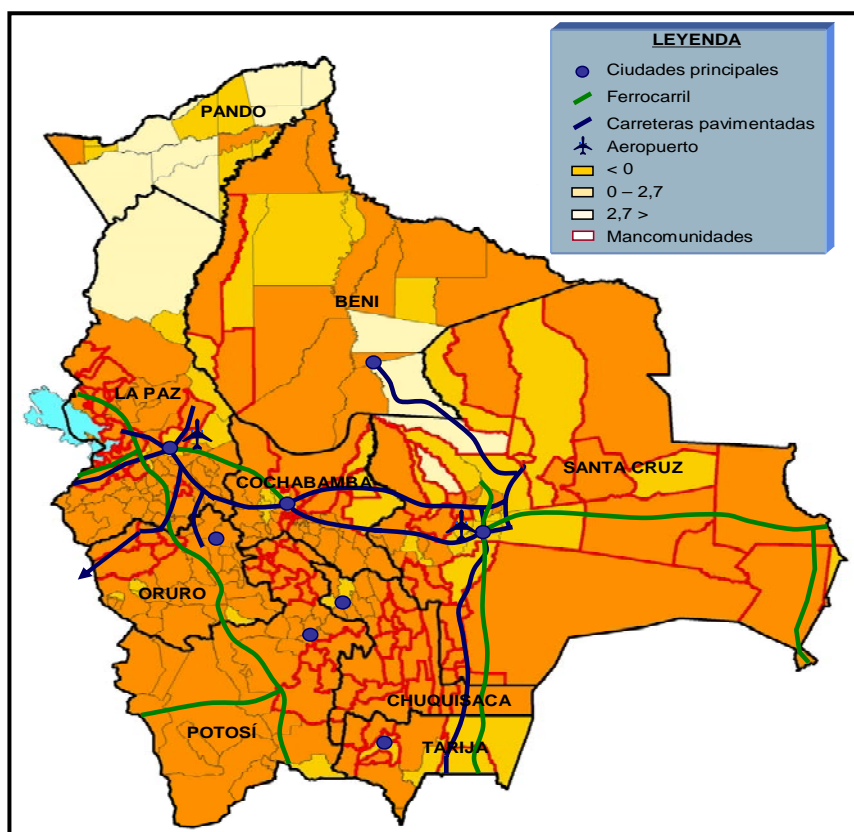 LEYENDA
Ciudades principales
Ferrocarril
Carreteras pavimentadas
Aeropuerto
< 0
0 – 2,7
2,7 >
Mancomunidades
PANDO
BENI
LA PAZ
COCHABAMBA
SANTA CRUZ
ORURO
CHUQUISACA
POTOSÍ
TARIJA